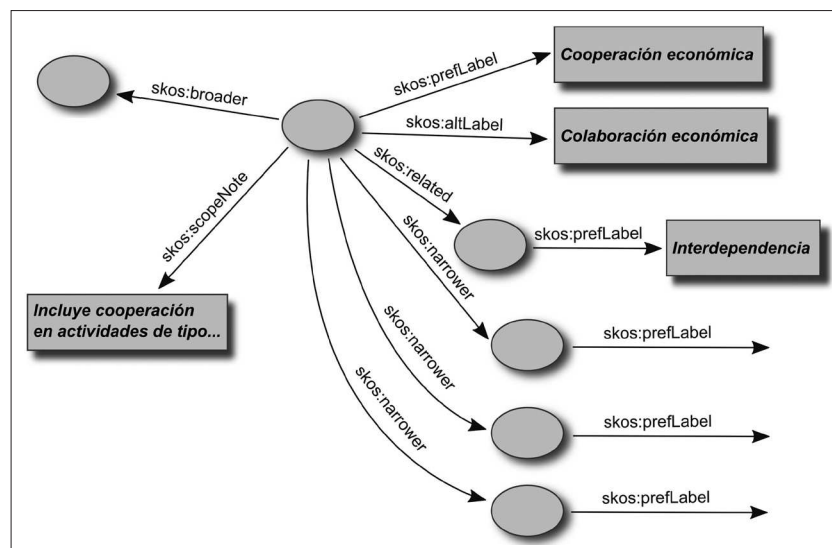 skos:prefLabel
Cooperación económica
skos:broader
skos:altLabel
Colaboración económica
skos:related
skos:scopeNote
skos:narrower
skos:prefLabel
Interdependencia
Incluye cooperación
en actividades de tipo...
skos:narrower
skos:prefLabel
skos:narrower
skos:prefLabel
skos:prefLabel